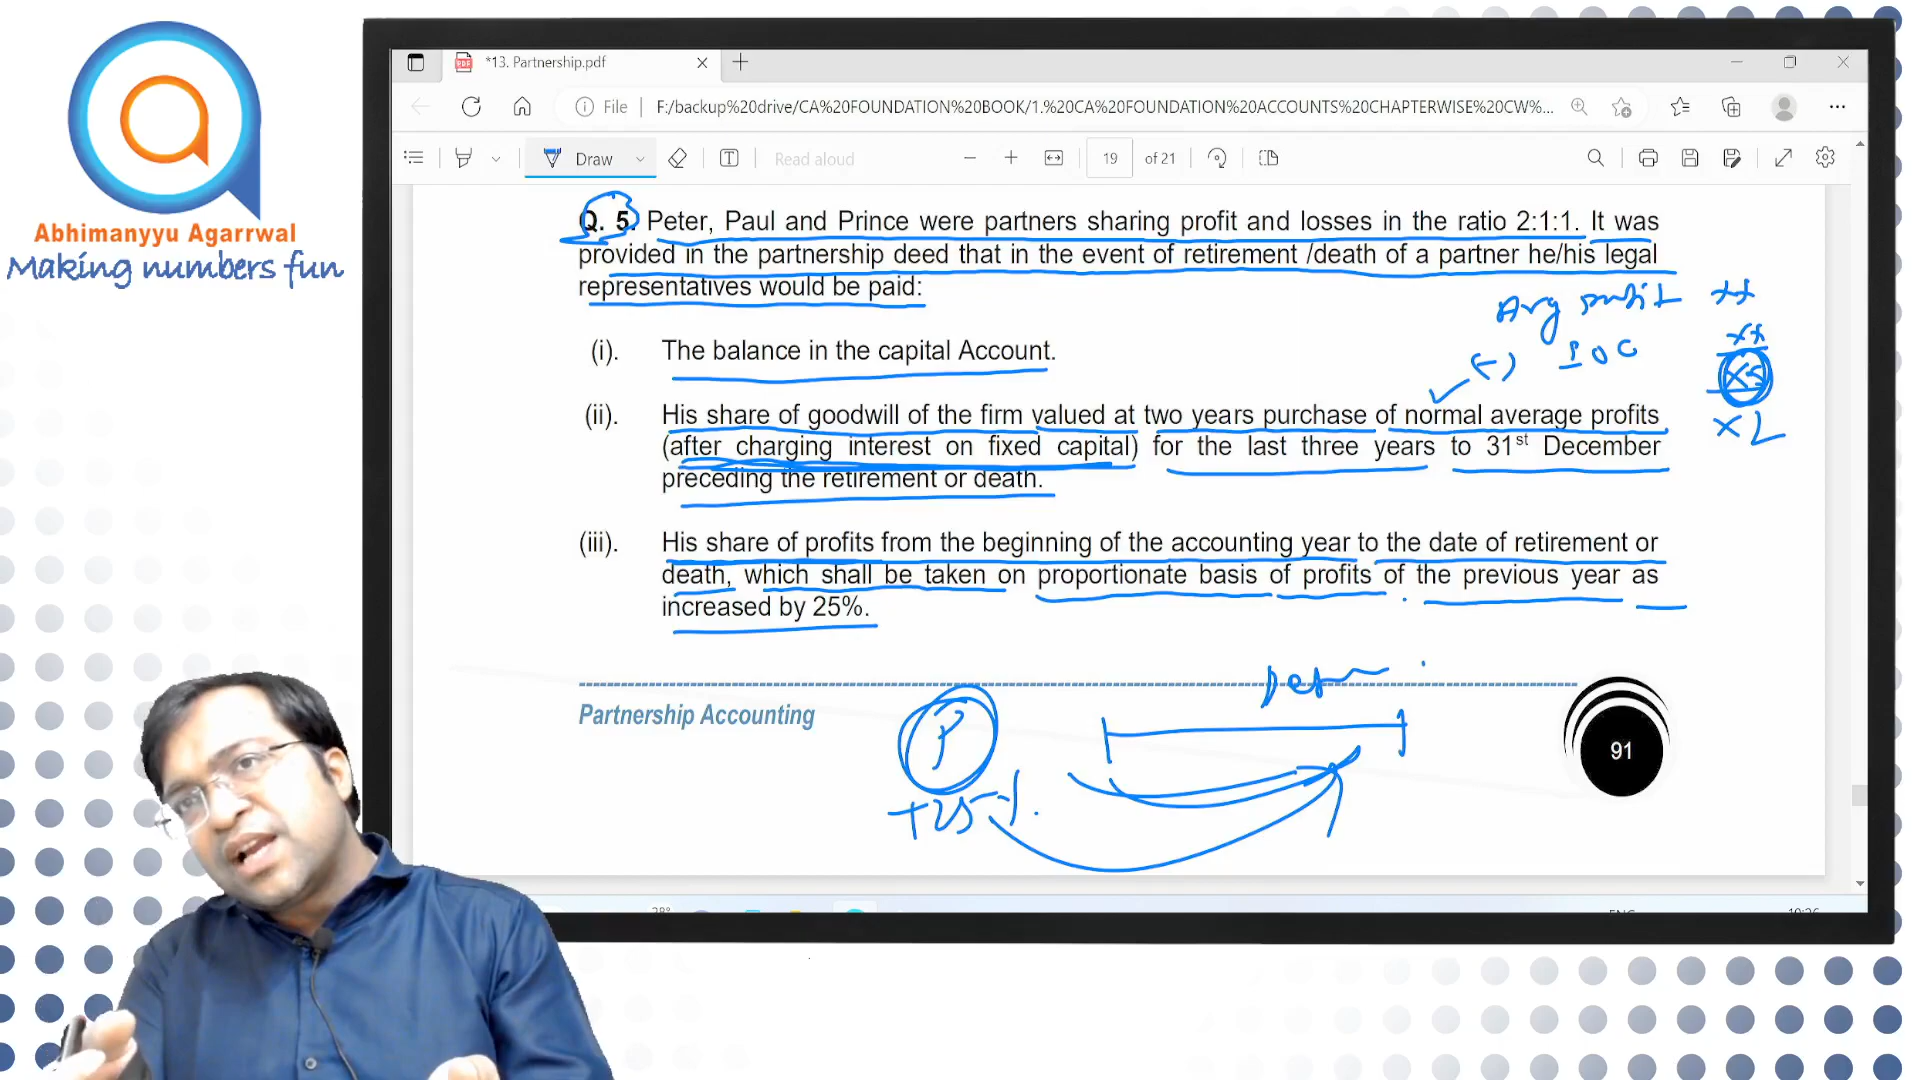 Abhimanyyu Agarrwal
Making numbers fun
*13. Partnership.pdf
File
F:/backup%20drive/CA%20FOUNDATION%20BOOK/1.%20CA%20FOUNDATION%20ACCOUNTS%20CHAPTERWISE%20CW%...
Draw
Read aloud
19 of 21
Q. 5. Peter, Paul and Prince were partners sharing profit and losses in the ratio 2:1:1. It was
provided in the partnership deed that in the event of retirement /death of a partner he/his legal
representatives would be paid:
Avg profit xx
(i). The balance in the capital Account.
(-) IOC xx
(ii). His share of goodwill of the firm valued at two years purchase of normal average profits
(after charging interest on fixed capital) for the last three years to 31st December
preceding the retirement or death.
x2
(iii). His share of profits from the beginning of the accounting year to the date of retirement or
death, which shall be taken on proportionate basis of profits of the previous year as
increased by 25%.
Partnership Accounting
P
+25%.
91